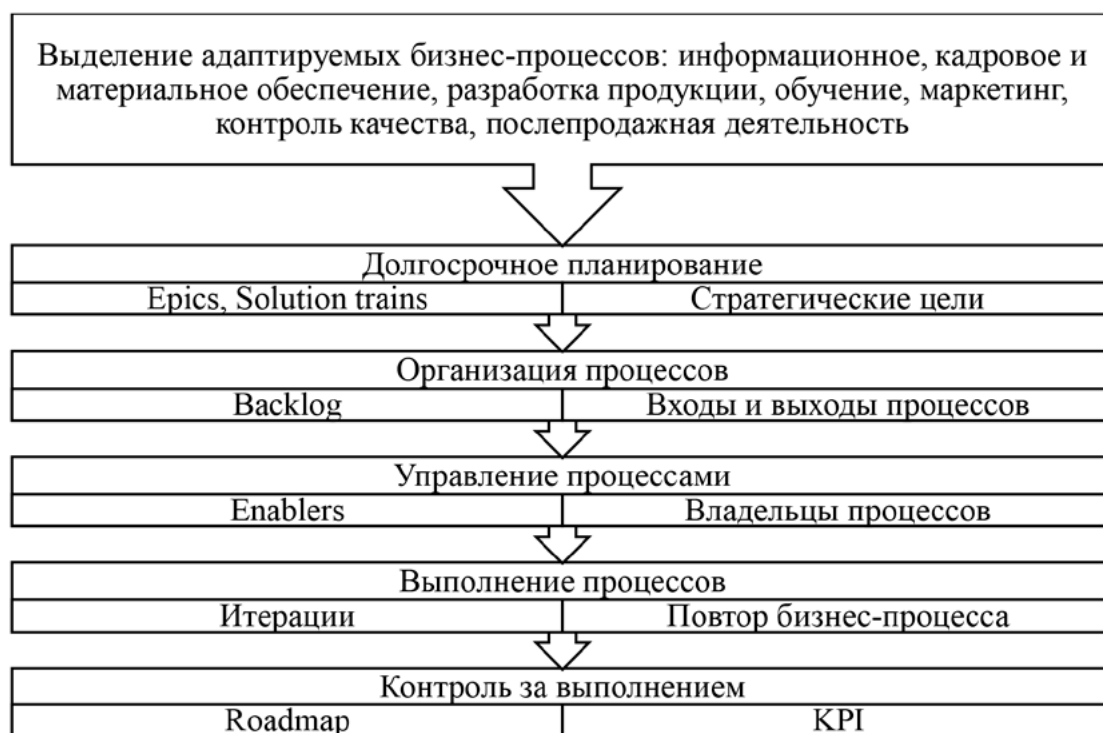 Выделение адаптируемых бизнес-процессов: информационное, кадровое и
материальное обеспечение, разработка продукции, обучение, маркетинг,
контроль качества, послепродажная деятельность
Долгосрочное планирование
Epics, Solution trains
Стратегические цели
Организация процессов
Backlog
Входы и выходы процессов
Управление процессами
Enablers
Владельцы процессов
Выполнение процессов
Итерации
Повтор бизнес-процесса
Контроль за выполнением
Roadmap
KPI